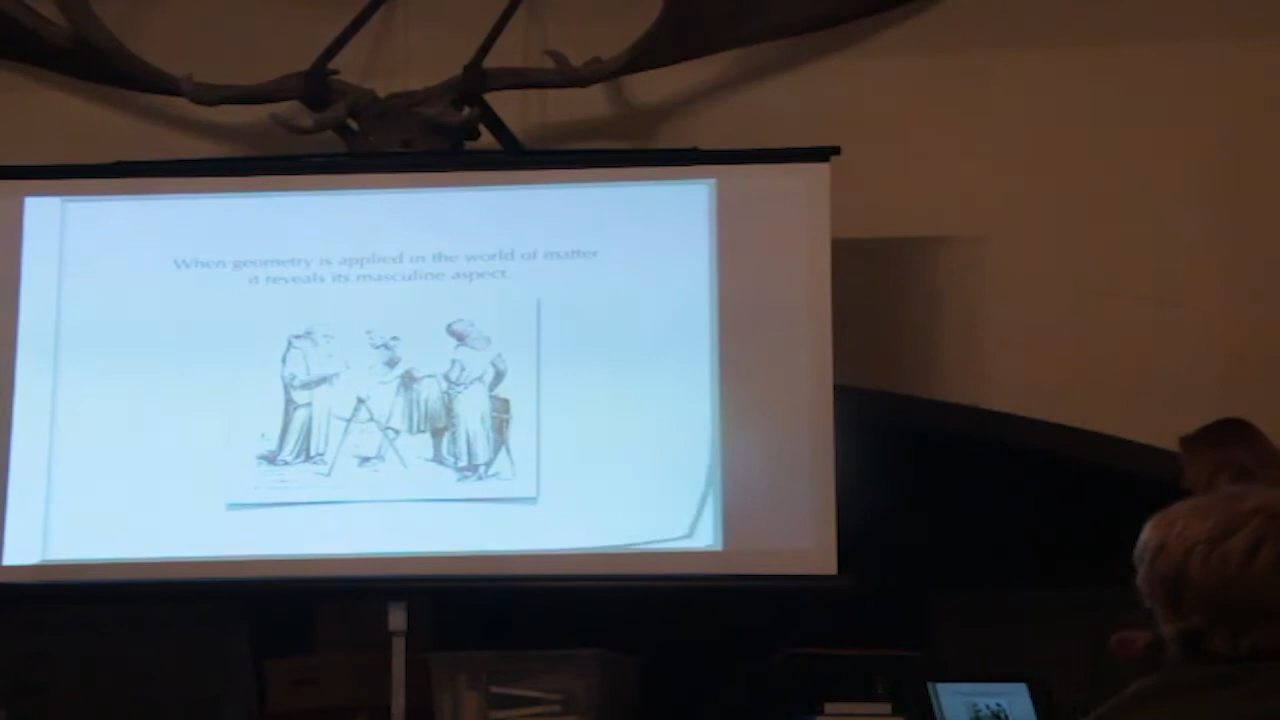 When geometry is applied in the world of matter
it reveals its masculine aspect.